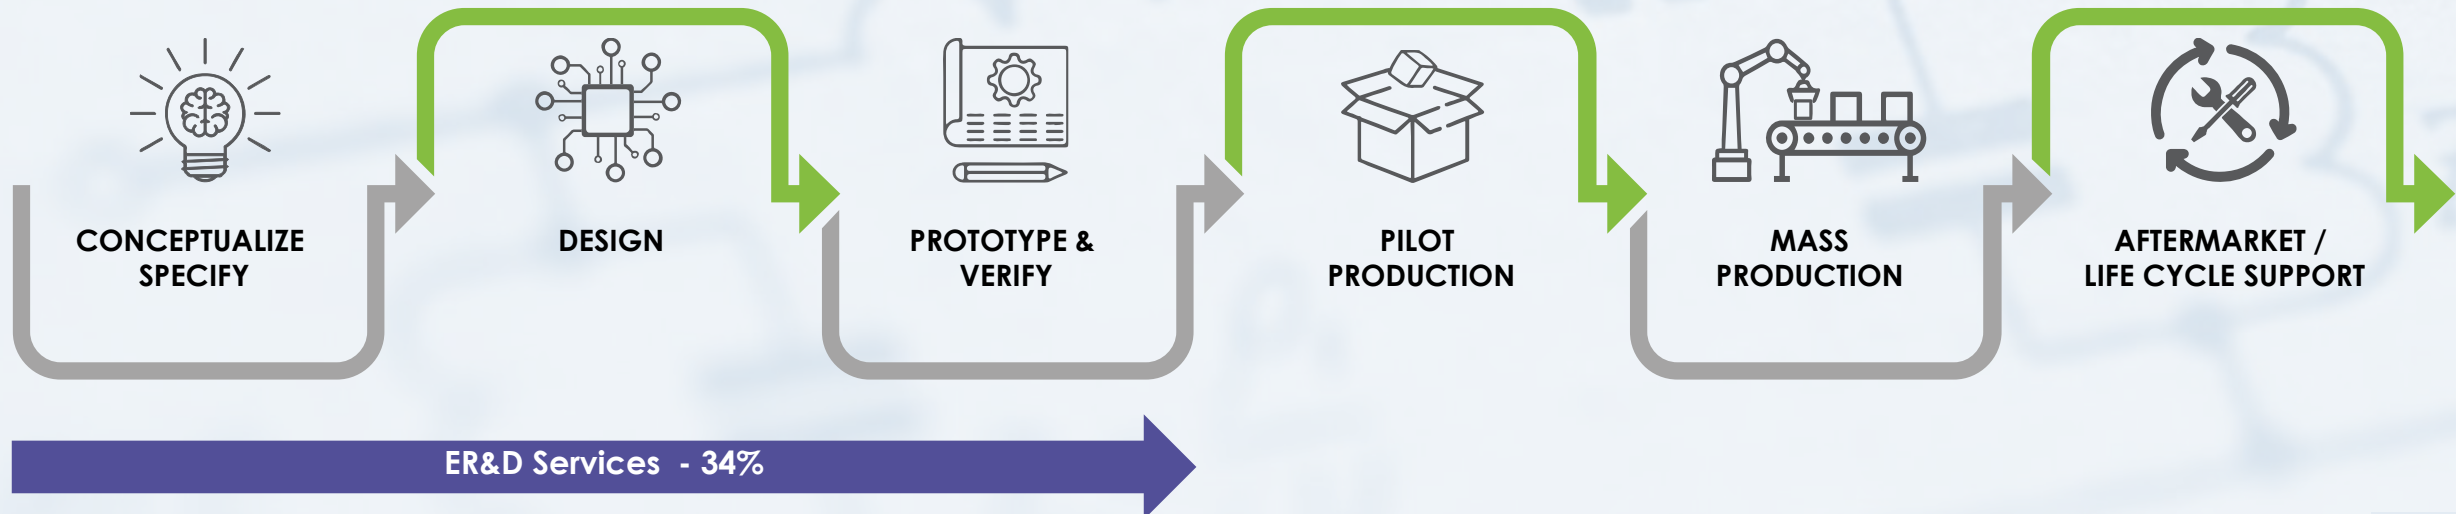 CONCEPTUALIZE
SPECIFY
DESIGN
PROTOTYPE &
VERIFY
PILOT
PRODUCTION
MASS
PRODUCTION
AFTERMARKET /
LIFE CYCLE SUPPORT
ER&D Services - 34%